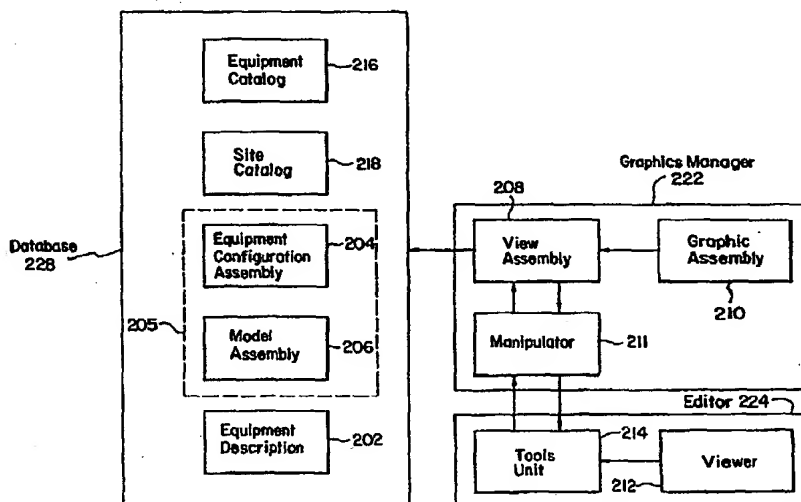 Equipment
Catalog
216
Site
Catalog
218
Database
228
Equipment
Configuration
Assembly
204
205
Model
Assembly
206
Equipment
Description
202
Graphics Manager
222
208
View
Assembly
Graphic
Assembly
210
Manipulator
211
Editor 224
214
Tools
Unit
Viewer
212